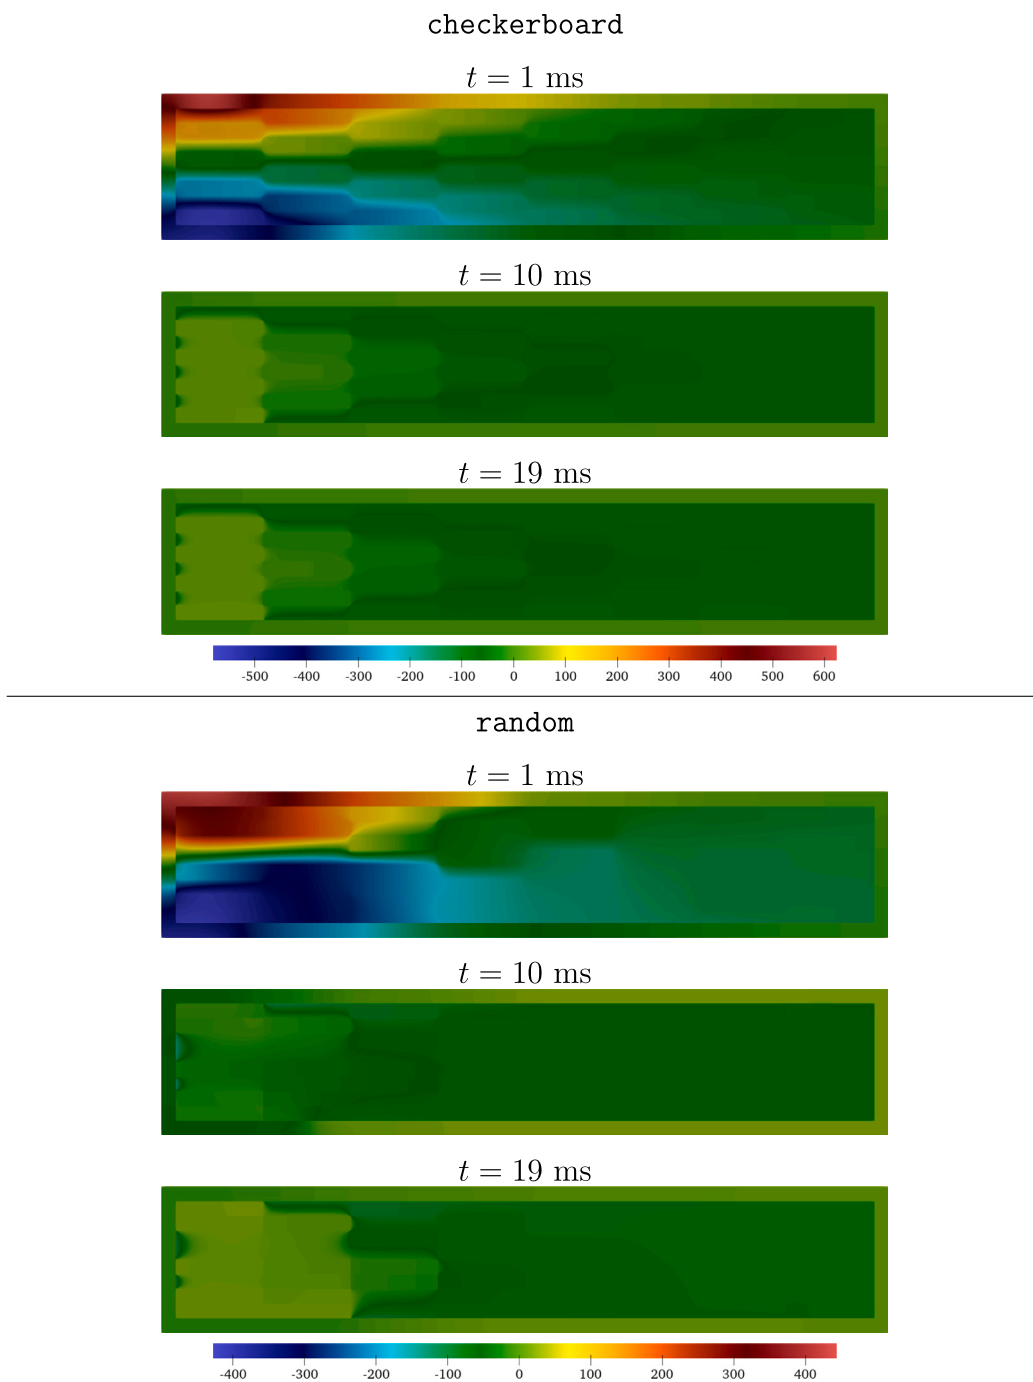 checkerboard
t = 1 ms
t = 10 ms
t = 19 ms
-500 -400 -300 -200 -100 0 100 200 300 400 500 600
random
t = 1 ms
t = 10 ms
t = 19 ms
-400 -300 -200 -100 0 100 200 300 400